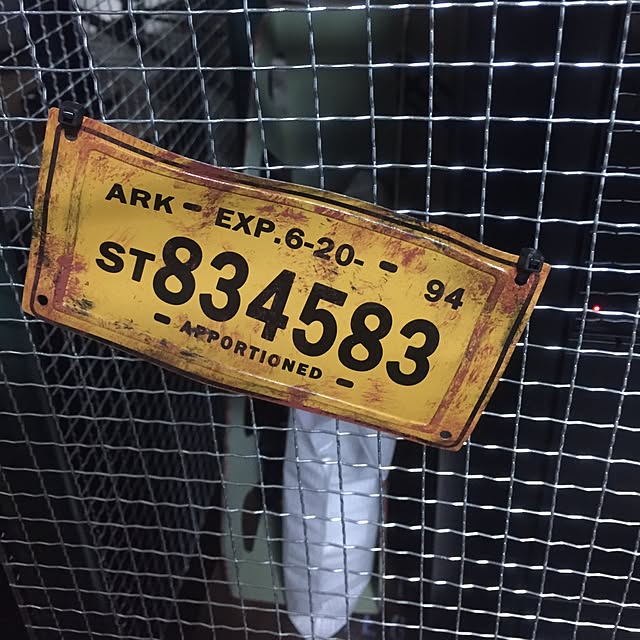 ARK - EXP.6-20- - 94
ST834583
- APPORTIONED -